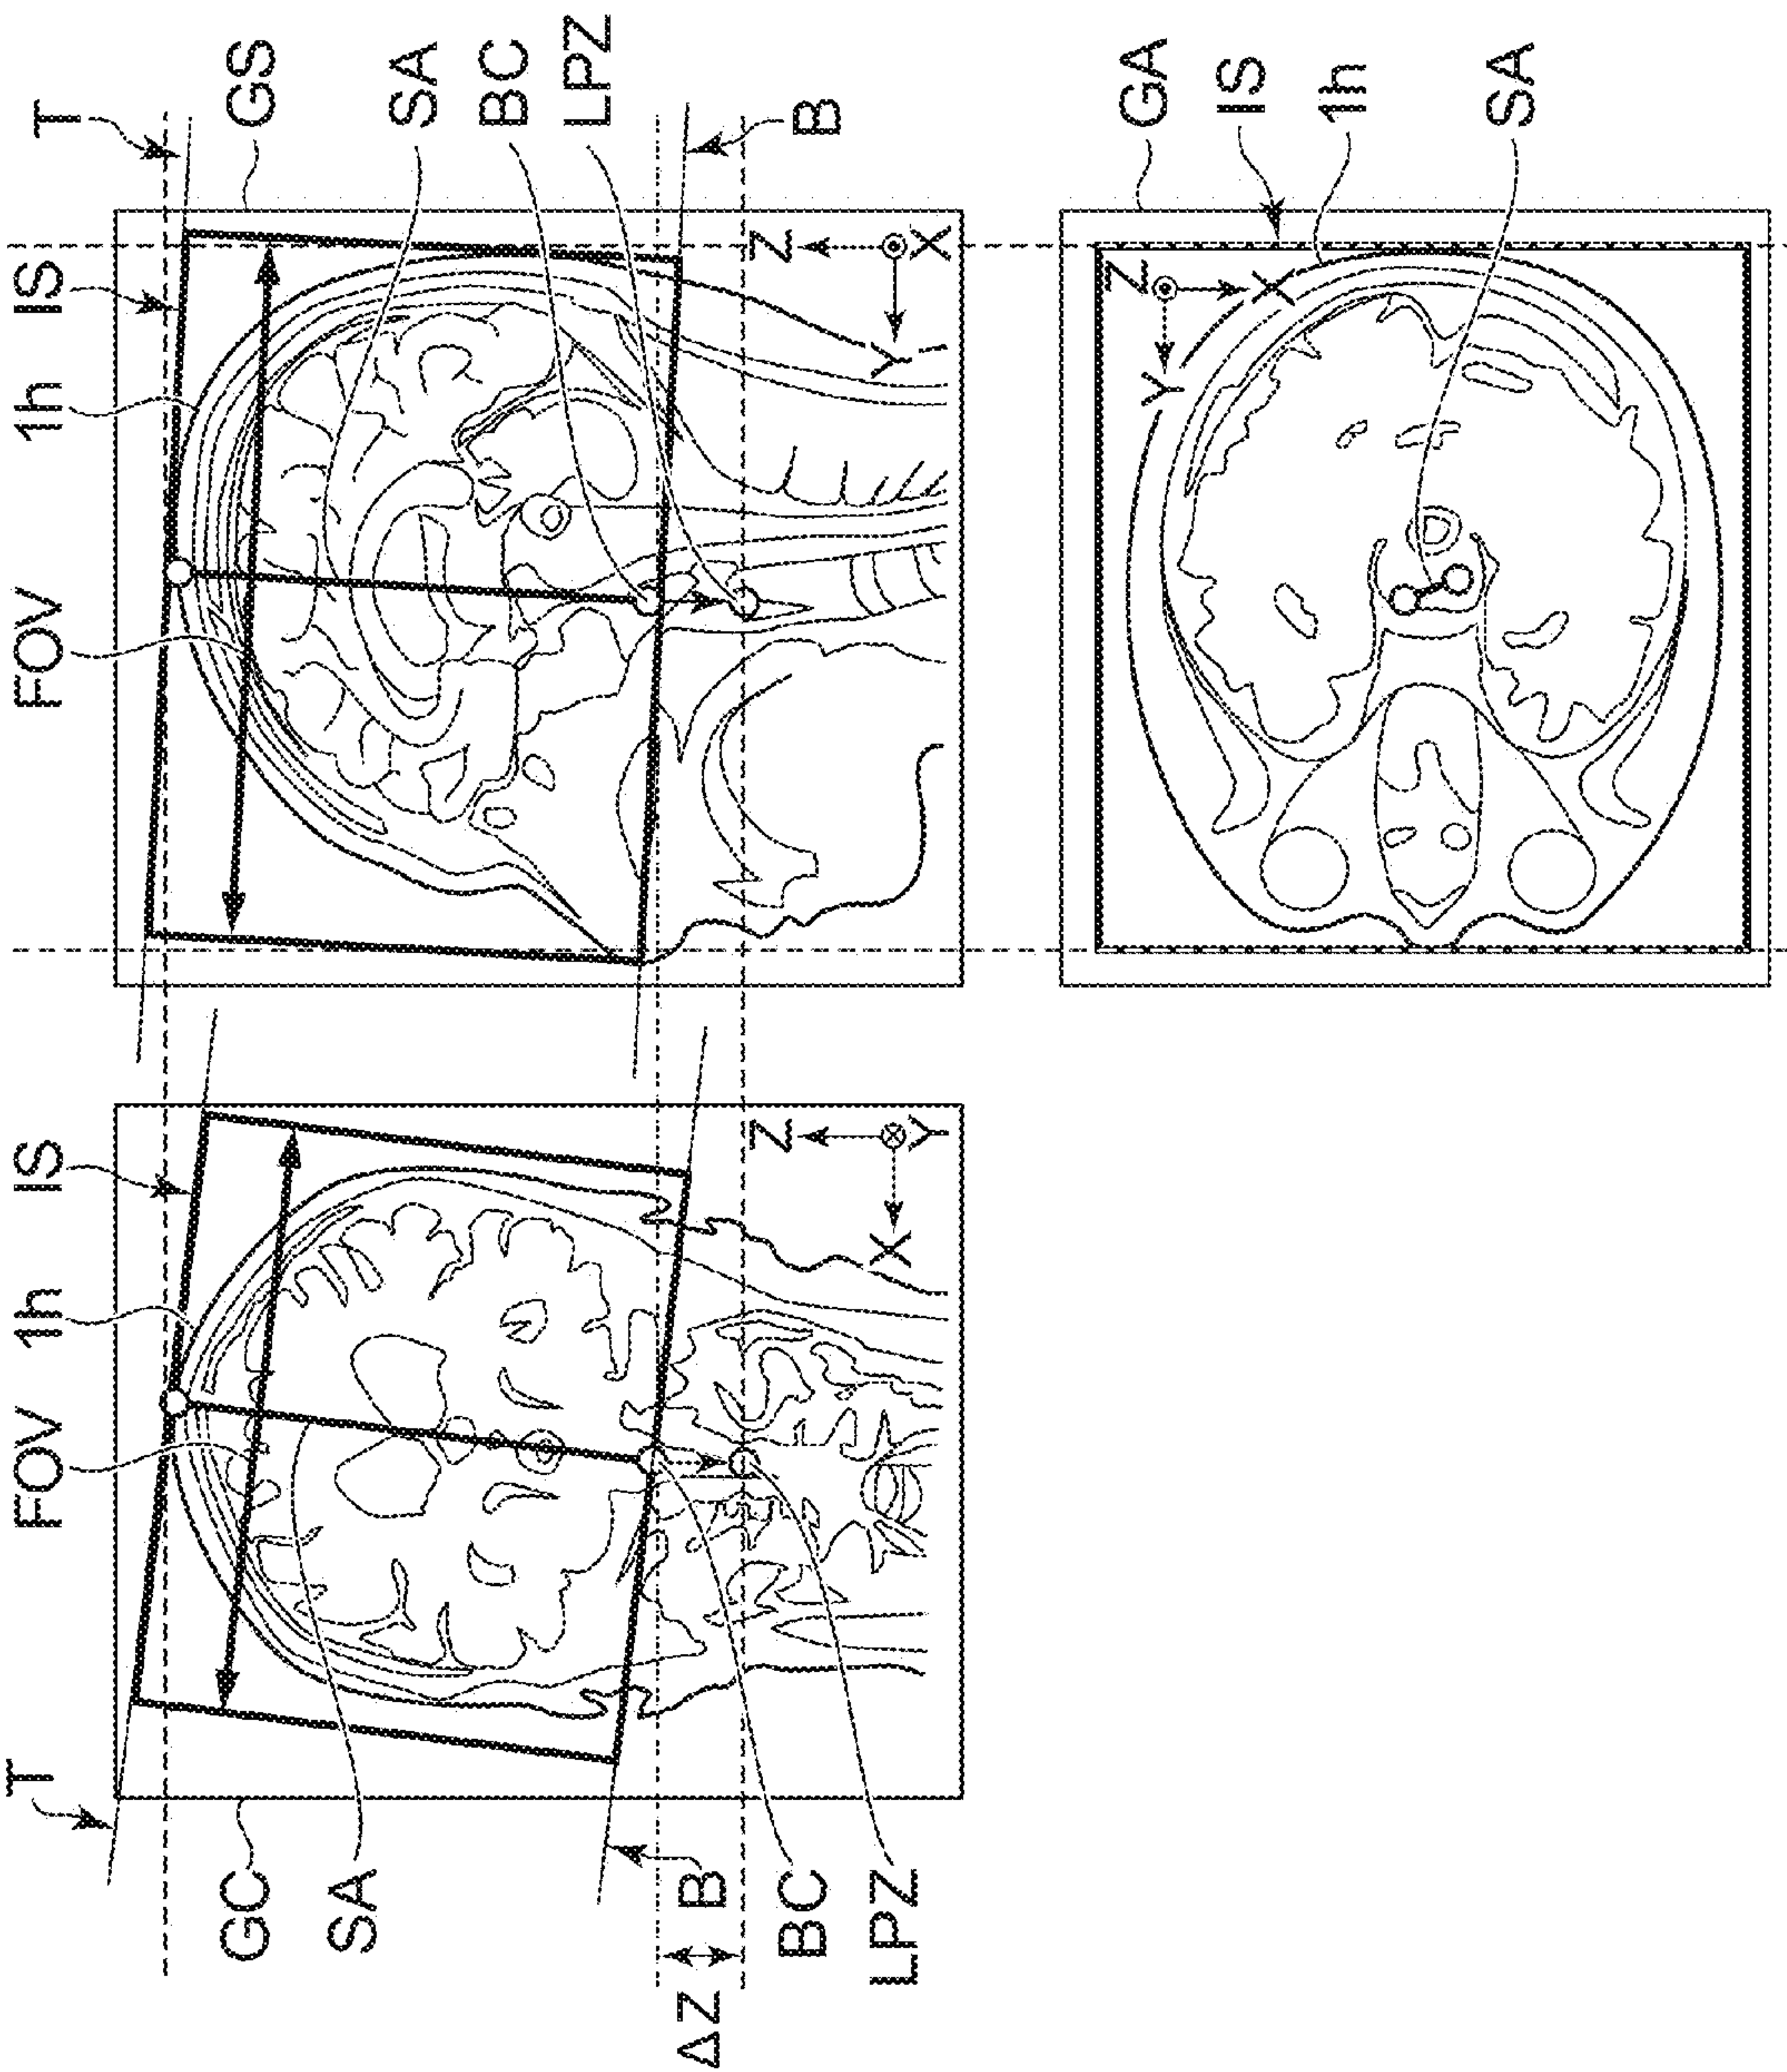 T FOV 1h IS FOV 1h IS T
GC GS
SA SA
BC
LPZ
ΔZ B
Z Z
BC B
LPZ X Y Y X
Z GA
Y
IS
X
1h
SA